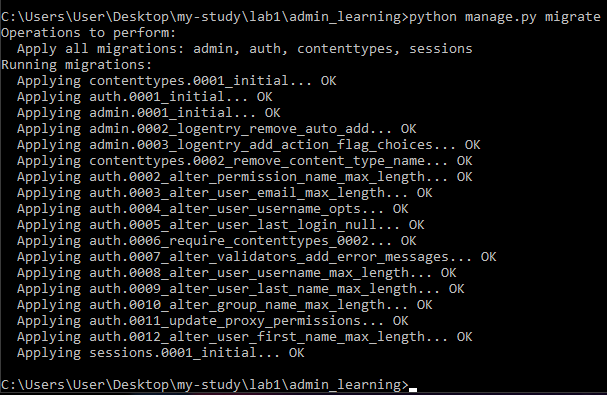 C:\Users\User\Desktop\my-study\lab1\admin_learning>python manage.py migrate
Operations to perform:
  Apply all migrations: admin, auth, contenttypes, sessions
Running migrations:
  Applying contenttypes.0001_initial... OK
  Applying auth.0001_initial... OK
  Applying admin.0001_initial... OK
  Applying admin.0002_logentry_remove_auto_add... OK
  Applying admin.0003_logentry_add_action_flag_choices... OK
  Applying contenttypes.0002_remove_content_type_name... OK
  Applying auth.0002_alter_permission_name_max_length... OK
  Applying auth.0003_alter_user_email_max_length... OK
  Applying auth.0004_alter_user_username_opts... OK
  Applying auth.0005_alter_user_last_login_null... OK
  Applying auth.0006_require_contenttypes_0002... OK
  Applying auth.0007_alter_validators_add_error_messages... OK
  Applying auth.0008_alter_user_username_max_length... OK
  Applying auth.0009_alter_user_last_name_max_length... OK
  Applying auth.0010_alter_group_name_max_length... OK
  Applying auth.0011_update_proxy_permissions... OK
  Applying auth.0012_alter_user_first_name_max_length... OK
  Applying sessions.0001_initial... OK
C:\Users\User\Desktop\my-study\lab1\admin_learning>